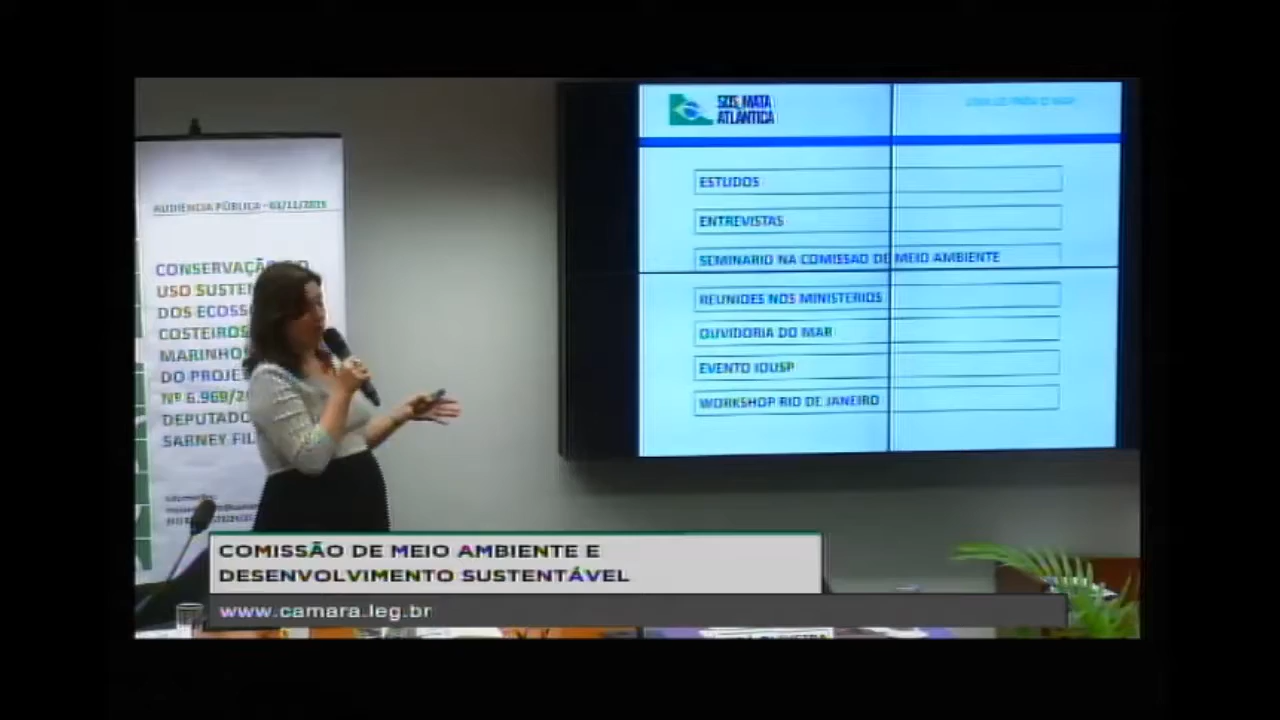 AUDIÊNCIA PÚBLICA - 03/11/2015
CONSERVAÇÃO
USO SUSTEN
DOS ECOSS
COSTEIROS
MARINHOS
DO PROJE
Nº 6.969/2
DEPUTADO
SARNEY FIL
SOS MATA
ATLÂNTICA
ESTUDOS
ENTREVISTAS
SEMINARIO NA COMISSAO DE MEIO AMBIENTE
REUNIOES NOS MINISTERIOS
OUVIDORIA DO MAR
EVENTO IOUSP
WORKSHOP RIO DE JANEIRO
COMISSÃO DE MEIO AMBIENTE E
DESENVOLVIMENTO SUSTENTÁVEL
www.camara.leg.br